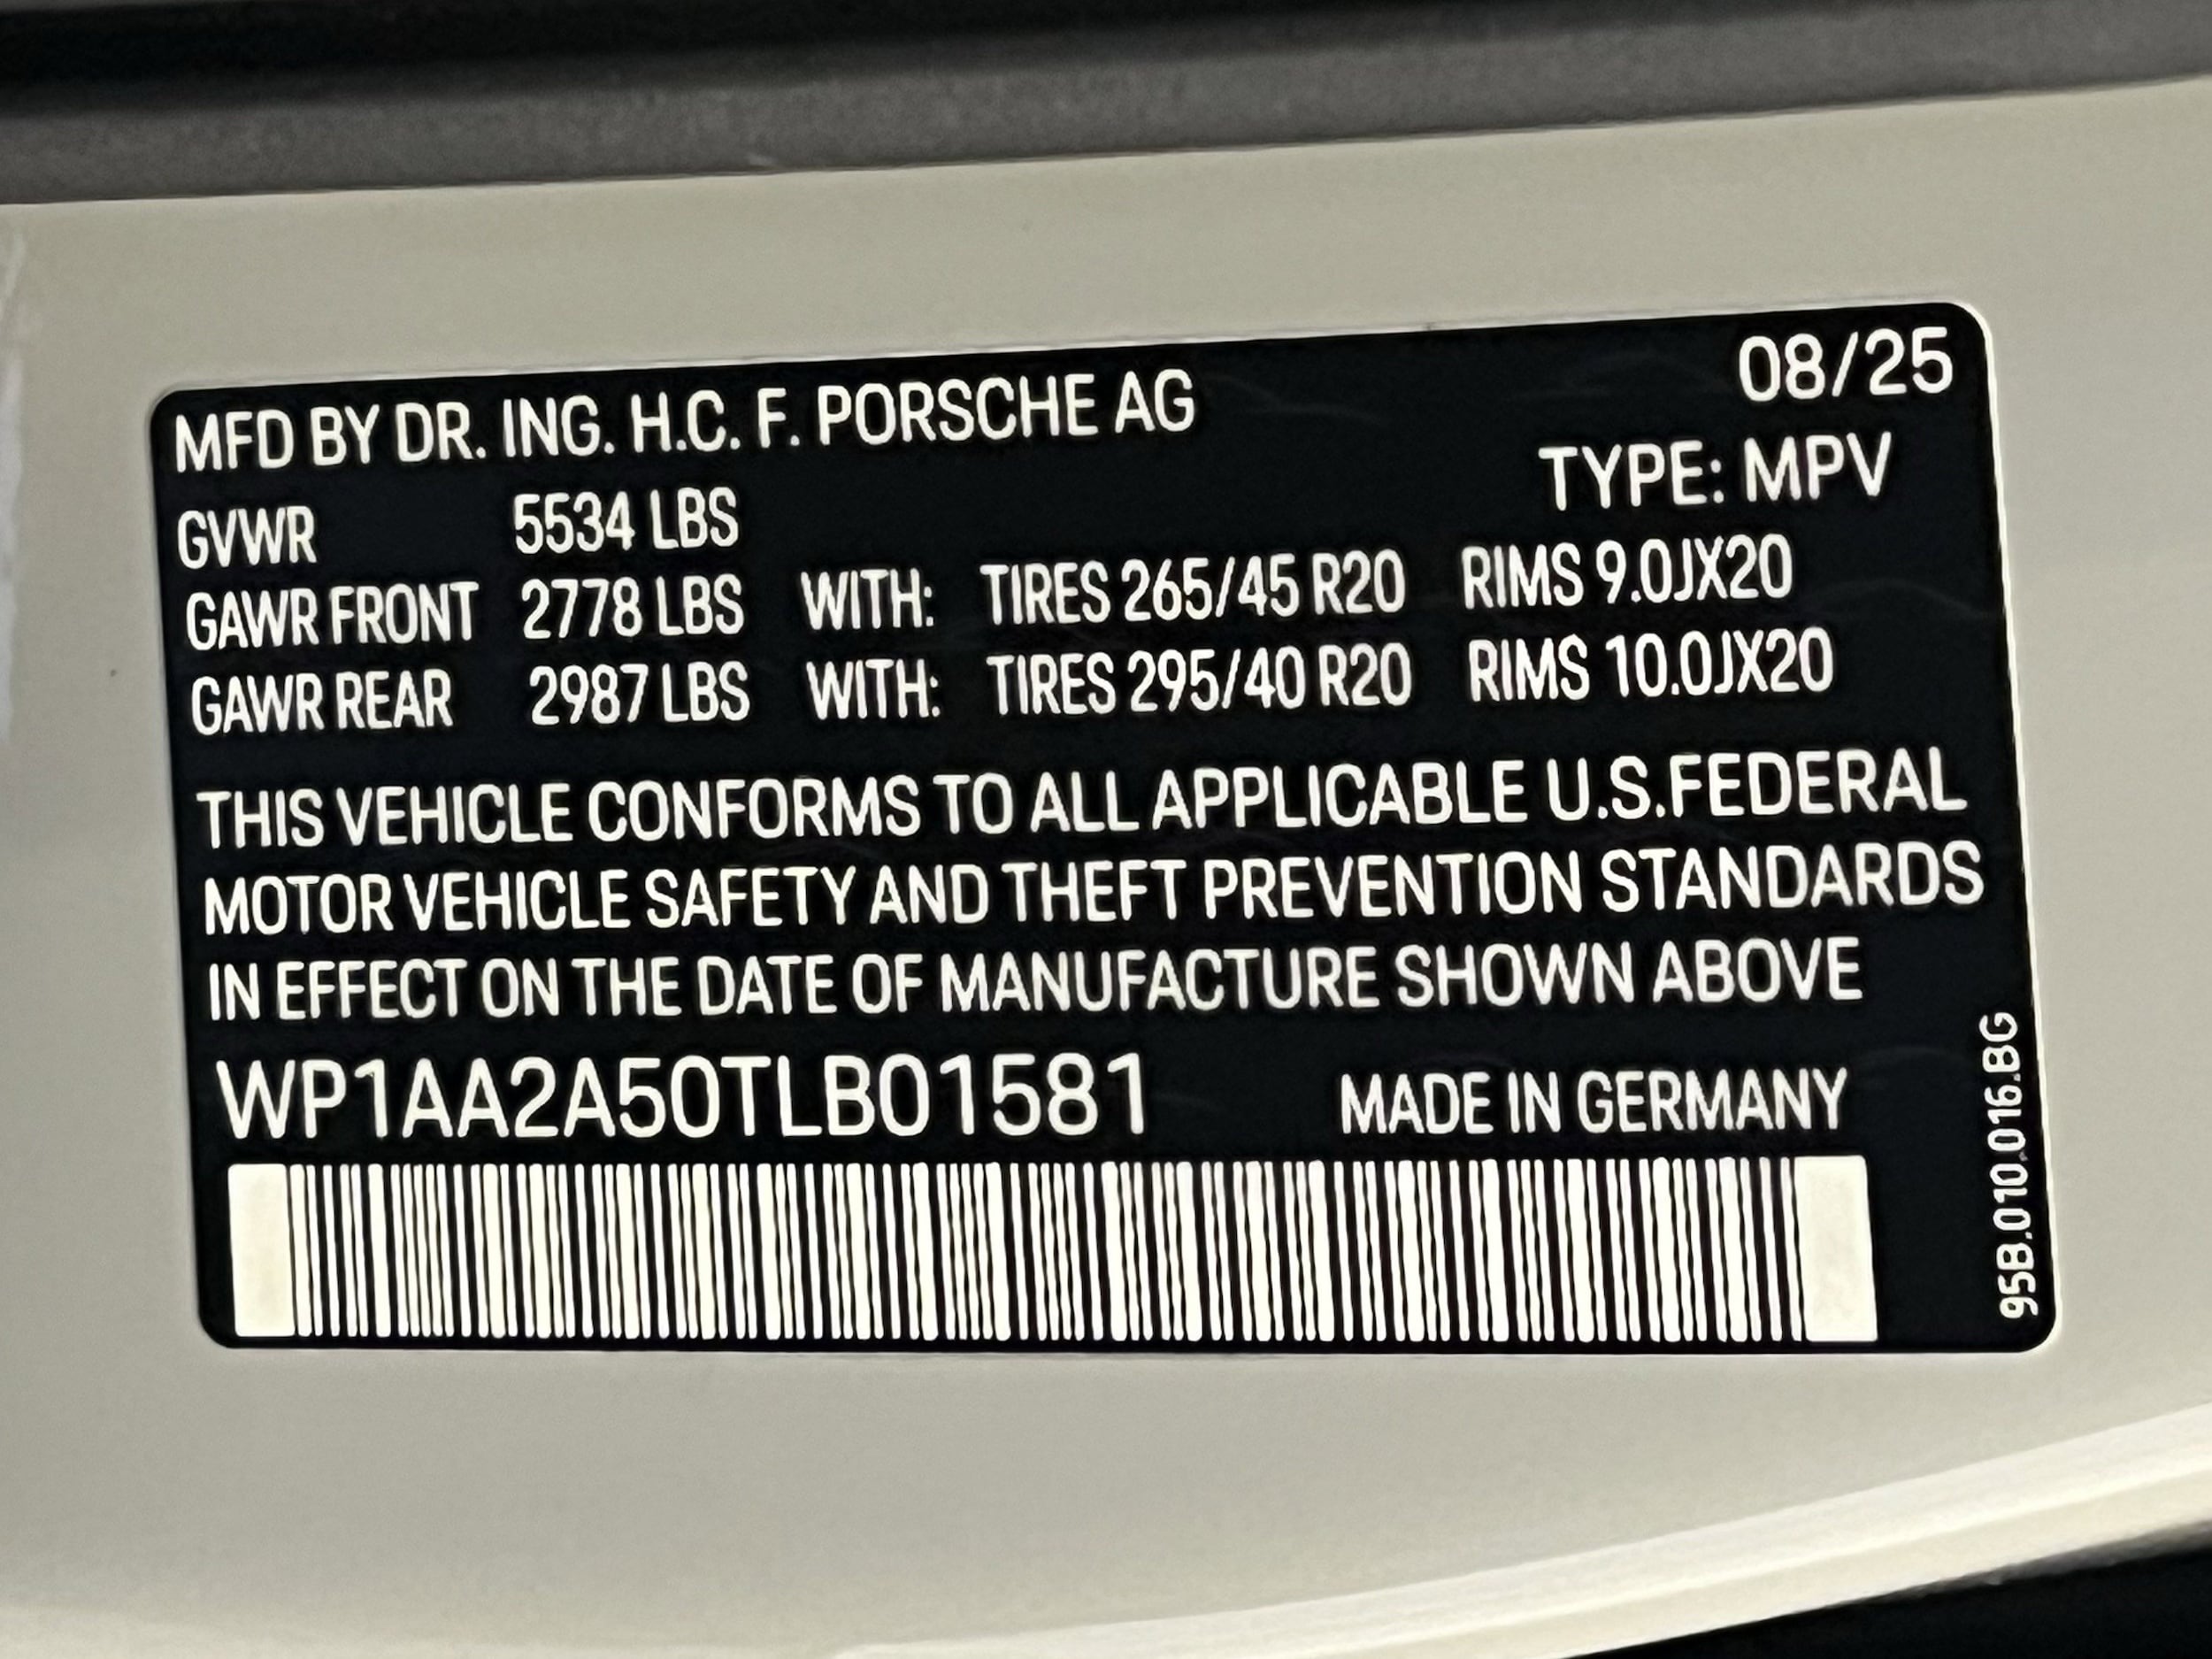 08/25
MFD BY DR. ING. H.C. F. PORSCHE AG
TYPE: MPV
GVWR 5534 LBS
GAWR FRONT 2778 LBS WITH: TIRES 265/45 R20 RIMS 9.0JX20
GAWR REAR 2987 LBS WITH: TIRES 295/40 R20 RIMS 10.0JX20
THIS VEHICLE CONFORMS TO ALL APPLICABLE U.S.FEDERAL
MOTOR VEHICLE SAFETY AND THEFT PREVENTION STANDARDS
IN EFFECT ON THE DATE OF MANUFACTURE SHOWN ABOVE
WP1AA2A50TLB01581 MADE IN GERMANY
95B.010.016.BG